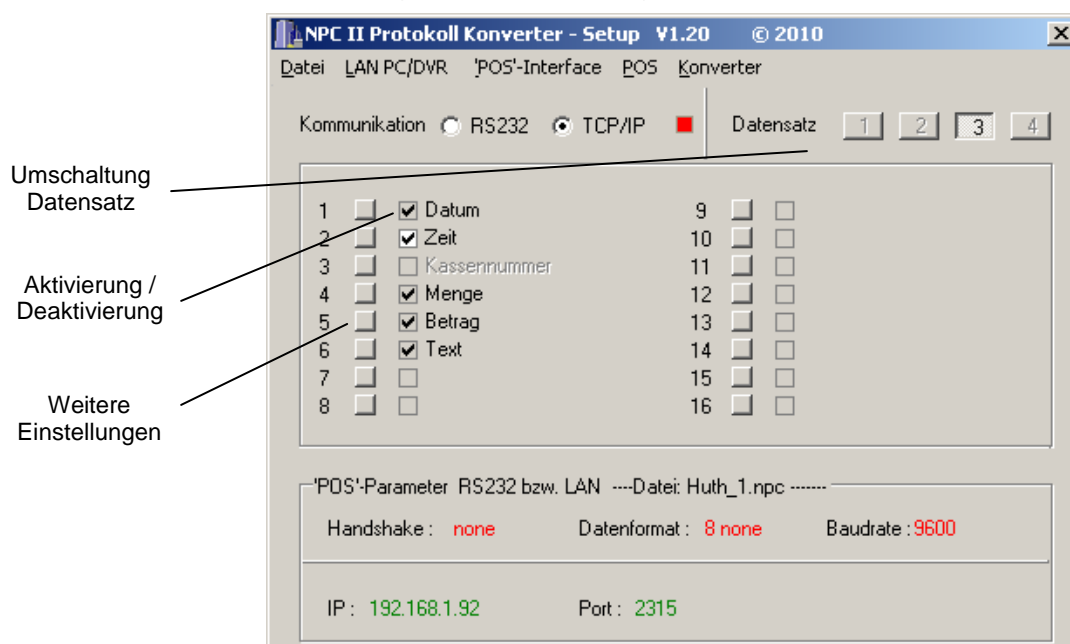 NPC II Protokoll Konverter - Setup V1.20 © 2010
Datei LAN PC/DVR 'POS'-Interface POS Konverter
Kommunikation RS232 TCP/IP Datensatz 1 2 3 4
Umschaltung
Datensatz
1 Datum 9
2 Zeit 10
3 Kassennummer 11
4 Menge 12
5 Betrag 13
6 Text 14
7 15
8 16
Aktivierung /
Deaktivierung
Weitere
Einstellungen
'POS'-Parameter RS232 bzw. LAN ----Datei: Huth_1.npc -------
Handshake : none Datenformat : 8 none Baudrate : 9600
IP : 192.168.1.92 Port : 2315